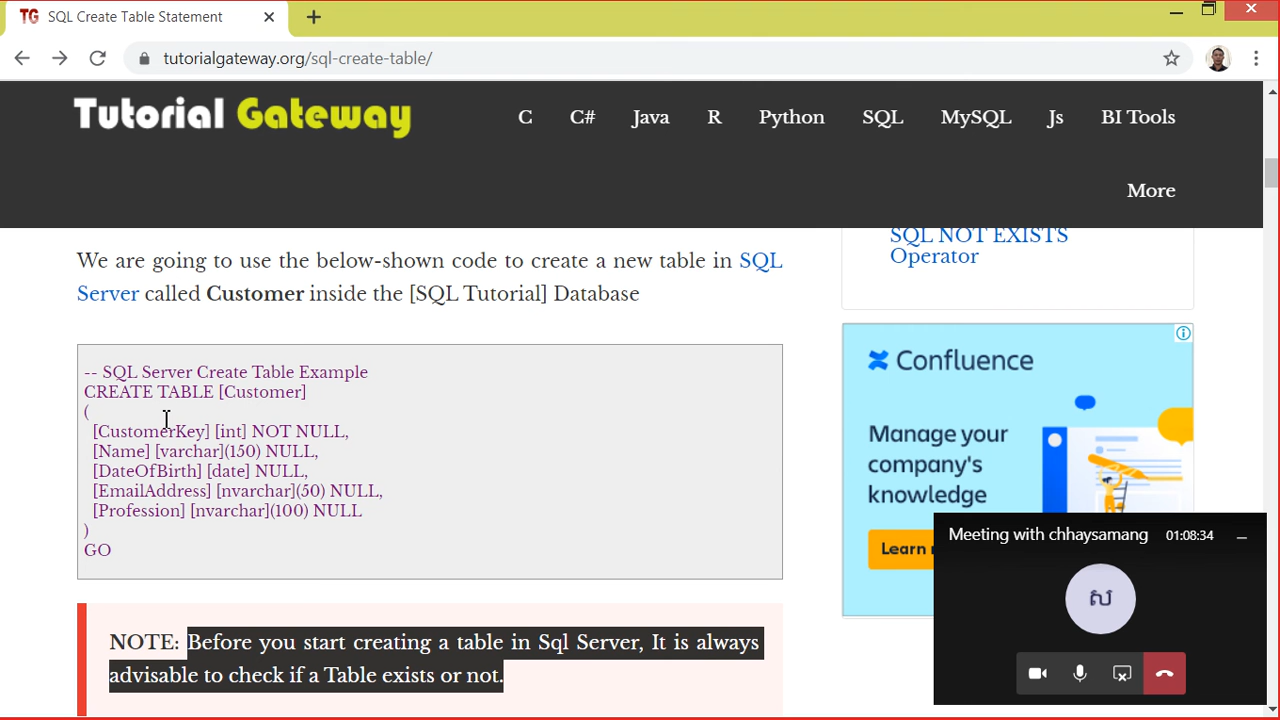 TG SQL Create Table Statement
tutorialgateway.org/sql-create-table/
Tutorial Gateway
C C# Java R Python SQL MySQL Js BI Tools
More
We are going to use the below-shown code to create a new table in SQL
Server called Customer inside the [SQL Tutorial] Database
-- SQL Server Create Table Example
CREATE TABLE [Customer]
(
[CustomerKey] [int] NOT NULL,
[Name] [varchar](150) NULL,
[DateOfBirth] [date] NULL,
[EmailAddress] [nvarchar](50) NULL,
[Profession] [nvarchar](100) NULL
)
GO
NOTE: Before you start creating a table in Sql Server, It is always
advisable to check if a Table exists or not.
SQL NOT EXISTS
Operator
Confluence
Manage your
company's
knowledge
Learn
Meeting with chhaysamang 01:08:34
ស